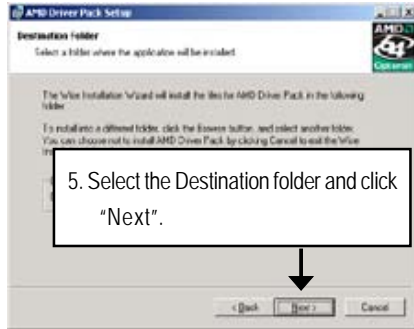 AMD Driver Pack Setup
Destination Folder
Select a folder where the application will be installed.
AMD
64
Opteron
The Wise Installation Wizard will install the files for AMD Driver Pack in the following
folder.
To install into a different folder, click the Browse button, and select another folder.
You can choose not to install AMD Driver Pack by clicking Cancel to exit the Wise
5. Select the Destination folder and click
"Next".
< Back
Next >
Cancel